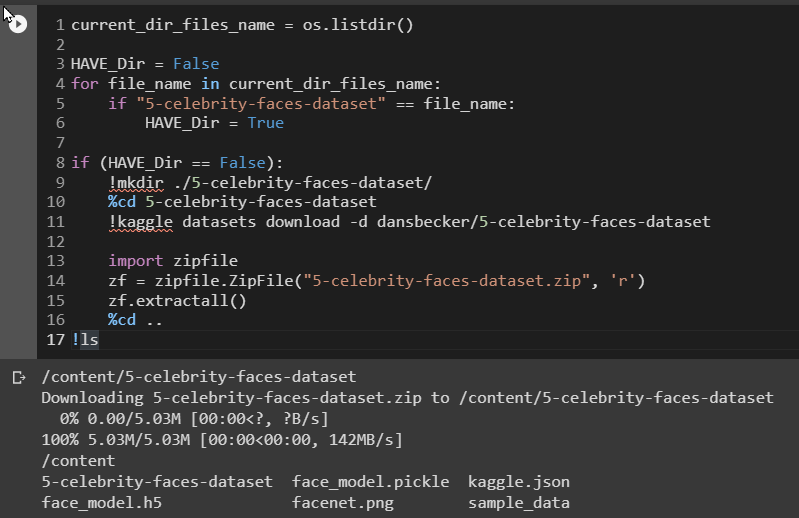 1 current_dir_files_name = os.listdir()
2
3 HAVE_Dir = False
4 for file_name in current_dir_files_name:
5     if "5-celebrity-faces-dataset" == file_name:
6         HAVE_Dir = True
7
8 if (HAVE_Dir == False):
9     !mkdir ./5-celebrity-faces-dataset/
10     %cd 5-celebrity-faces-dataset
11     !kaggle datasets download -d dansbecker/5-celebrity-faces-dataset
12
13     import zipfile
14     zf = zipfile.ZipFile("5-celebrity-faces-dataset.zip", 'r')
15     zf.extractall()
16     %cd ..
17 !ls
/content/5-celebrity-faces-dataset
Downloading 5-celebrity-faces-dataset.zip to /content/5-celebrity-faces-dataset
  0% 0.00/5.03M [00:00<?, ?B/s]
100% 5.03M/5.03M [00:00<00:00, 142MB/s]
/content
5-celebrity-faces-dataset  face_model.pickle  kaggle.json
face_model.h5              facenet.png        sample_data